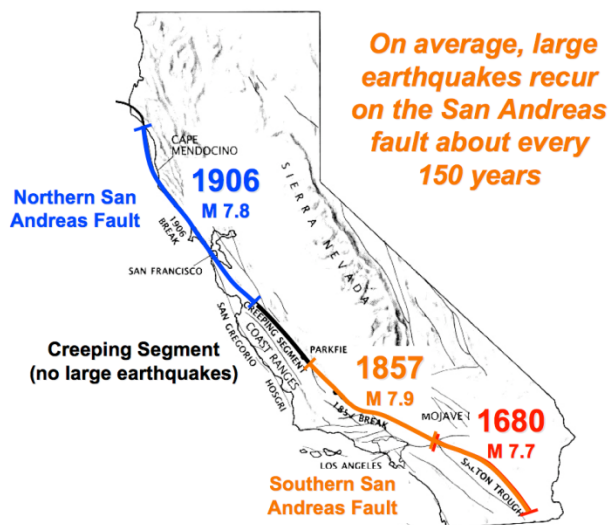 On average, large
earthquakes recur
on the San Andreas
fault about every
150 years
CAPE
MENDOCINO
1906
M 7.8
Northern San
Andreas Fault
1906
BREAK
SIERRA NEVADA
SAN FRANCISCO
CREEPING SEGMENT
COAST RANGES
SAN GREGORIO
HOSGRI
Creeping Segment
(no large earthquakes)
PARKFIE
1857
M 7.9
BREAK
MOJAVE
1680
M 7.7
LOS ANGELES
SALTON TROUGH
Southern San
Andreas Fault